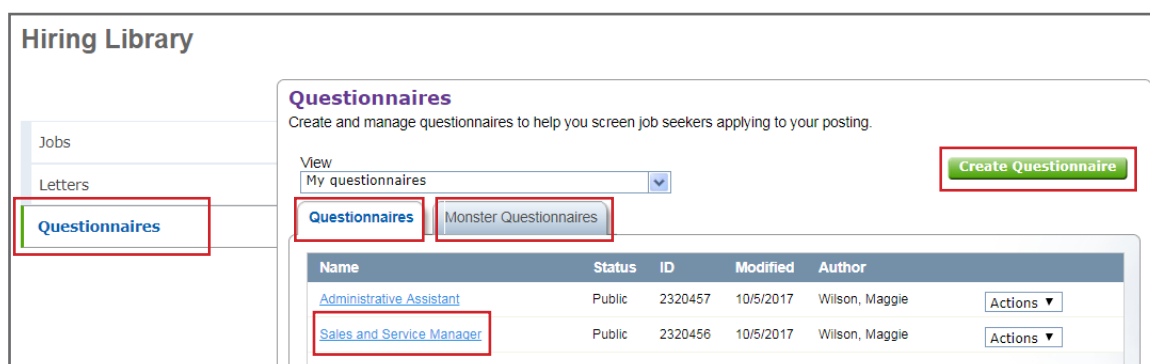 Hiring Library
Jobs
Letters
Questionnaires
Questionnaires
Create and manage questionnaires to help you screen job seekers applying to your posting.
View
My questionnaires
Create Questionnaire
Questionnaires Monster Questionnaires
Name Status ID Modified Author
Administrative Assistant Public 2320457 10/5/2017 Wilson, Maggie Actions ▼
Sales and Service Manager Public 2320456 10/5/2017 Wilson, Maggie Actions ▼